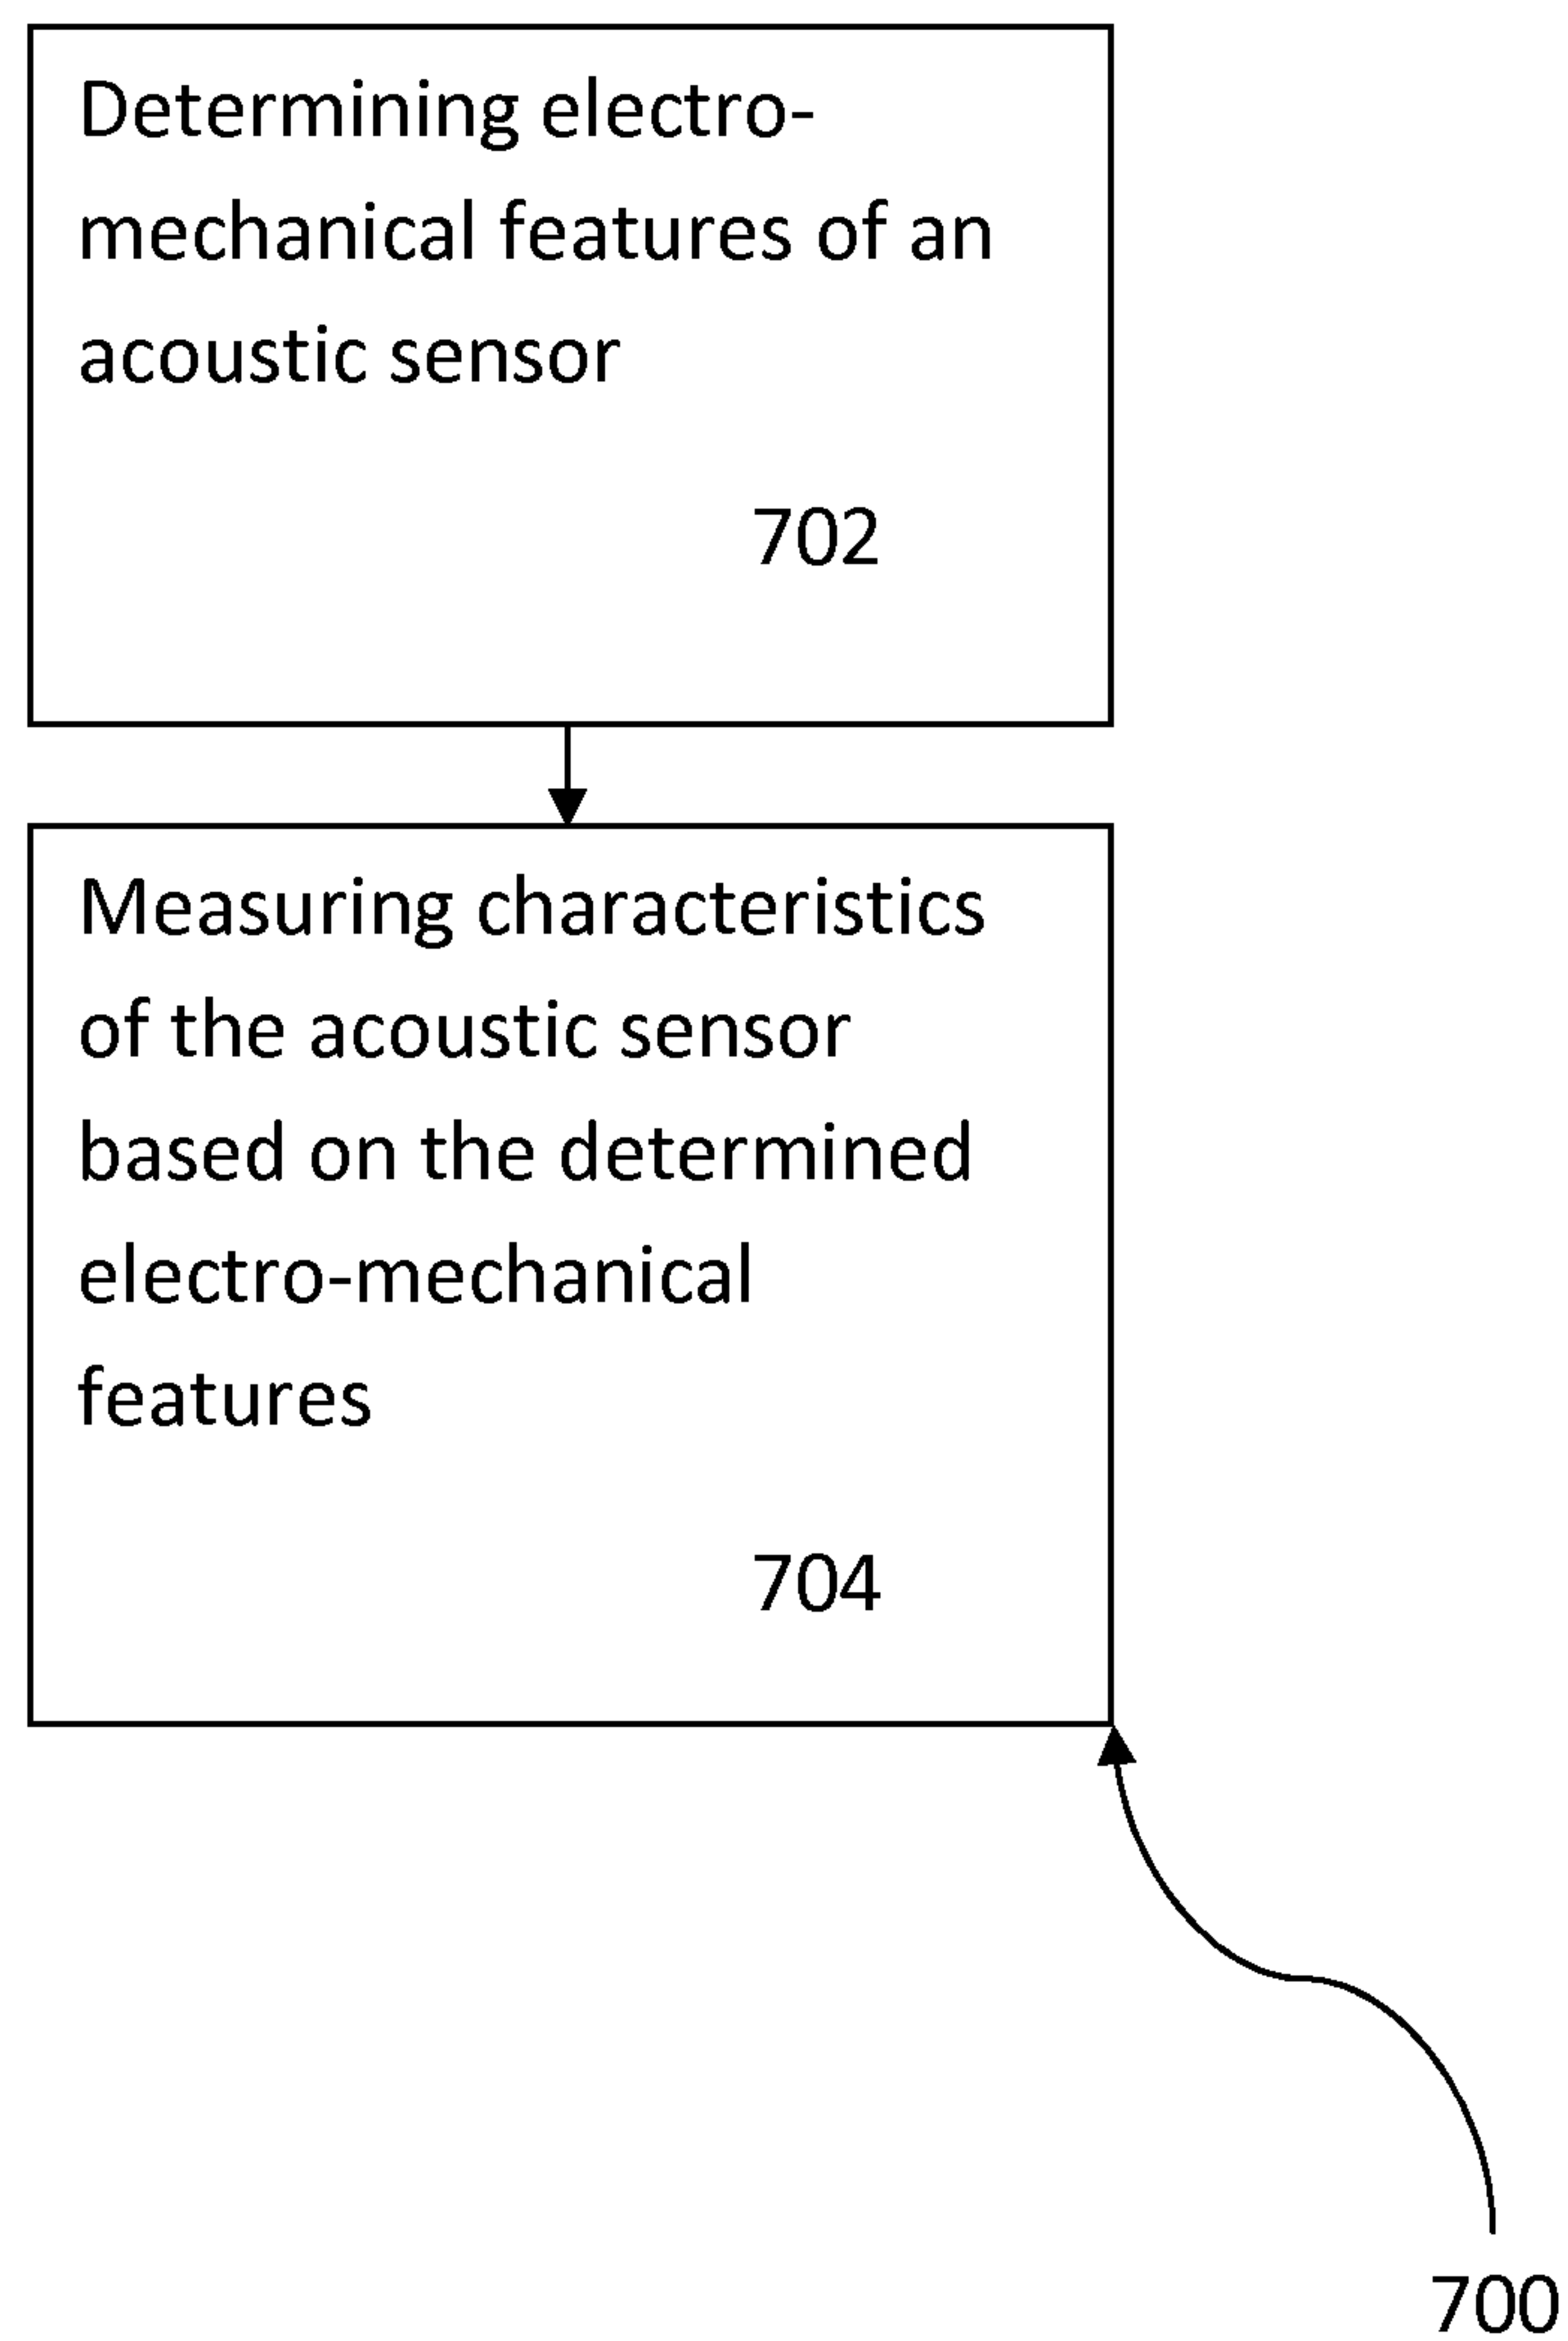 Determining electro-
mechanical features of an
acoustic sensor
702
Measuring characteristics
of the acoustic sensor
based on the determined
electro-mechanical
features
704
700